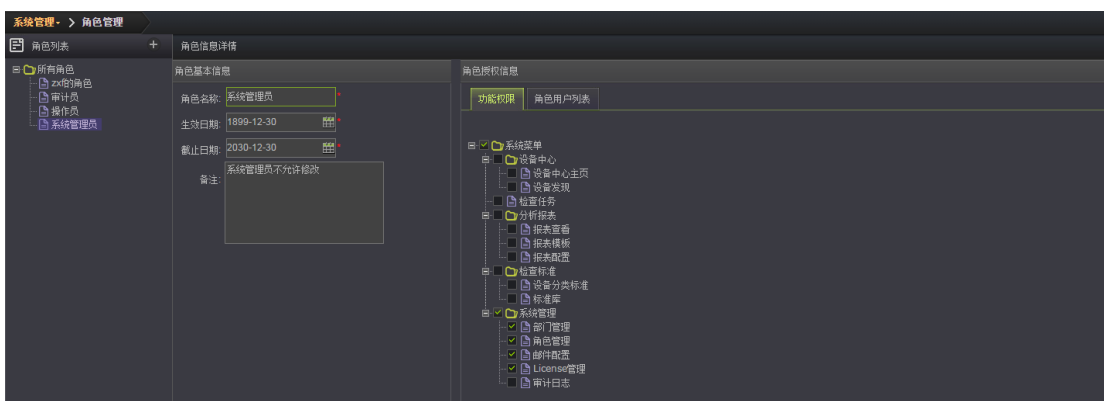 系统管理 > 角色管理
角色列表 +
所有角色
zxf的角色
审计员
操作员
系统管理员
角色信息详情
角色基本信息
角色名称: 系统管理员 *
生效日期: 1899-12-30 *
截止日期: 2030-12-30 *
备注: 系统管理员不允许修改
角色授权信息
功能权限 角色用户列表
系统菜单
设备中心
设备中心主页
设备发现
检查任务
分析报表
报表查看
报表模板
报表配置
检查标准
设备分类标准
标准库
系统管理
部门管理
角色管理
邮件配置
License管理
审计日志